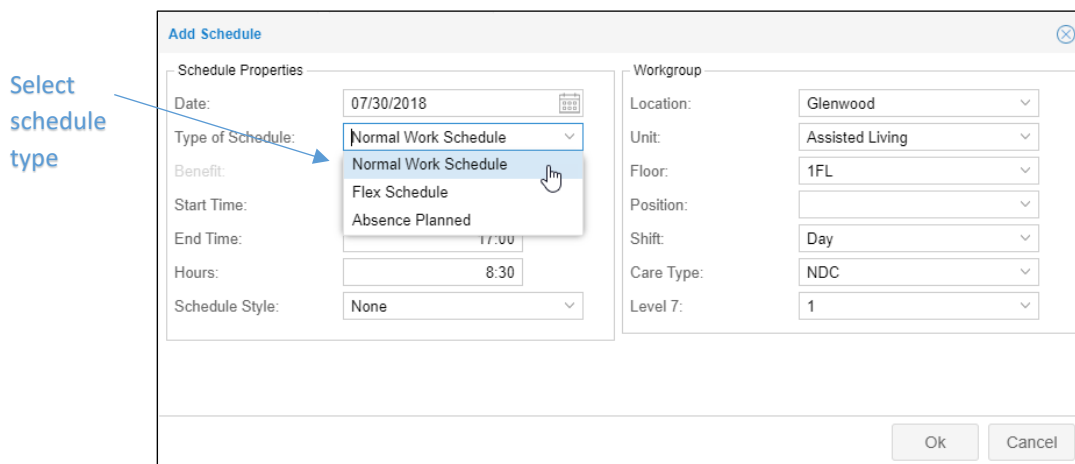 Add Schedule
Select
schedule
type
Schedule Properties
Date: 07/30/2018
Type of Schedule: Normal Work Schedule
Normal Work Schedule
Flex Schedule
Absence Planned
Benefit:
Start Time:
End Time: 17:00
Hours: 8:30
Schedule Style: None
Workgroup
Location: Glenwood
Unit: Assisted Living
Floor: 1FL
Position:
Shift: Day
Care Type: NDC
Level 7: 1
Ok
Cancel